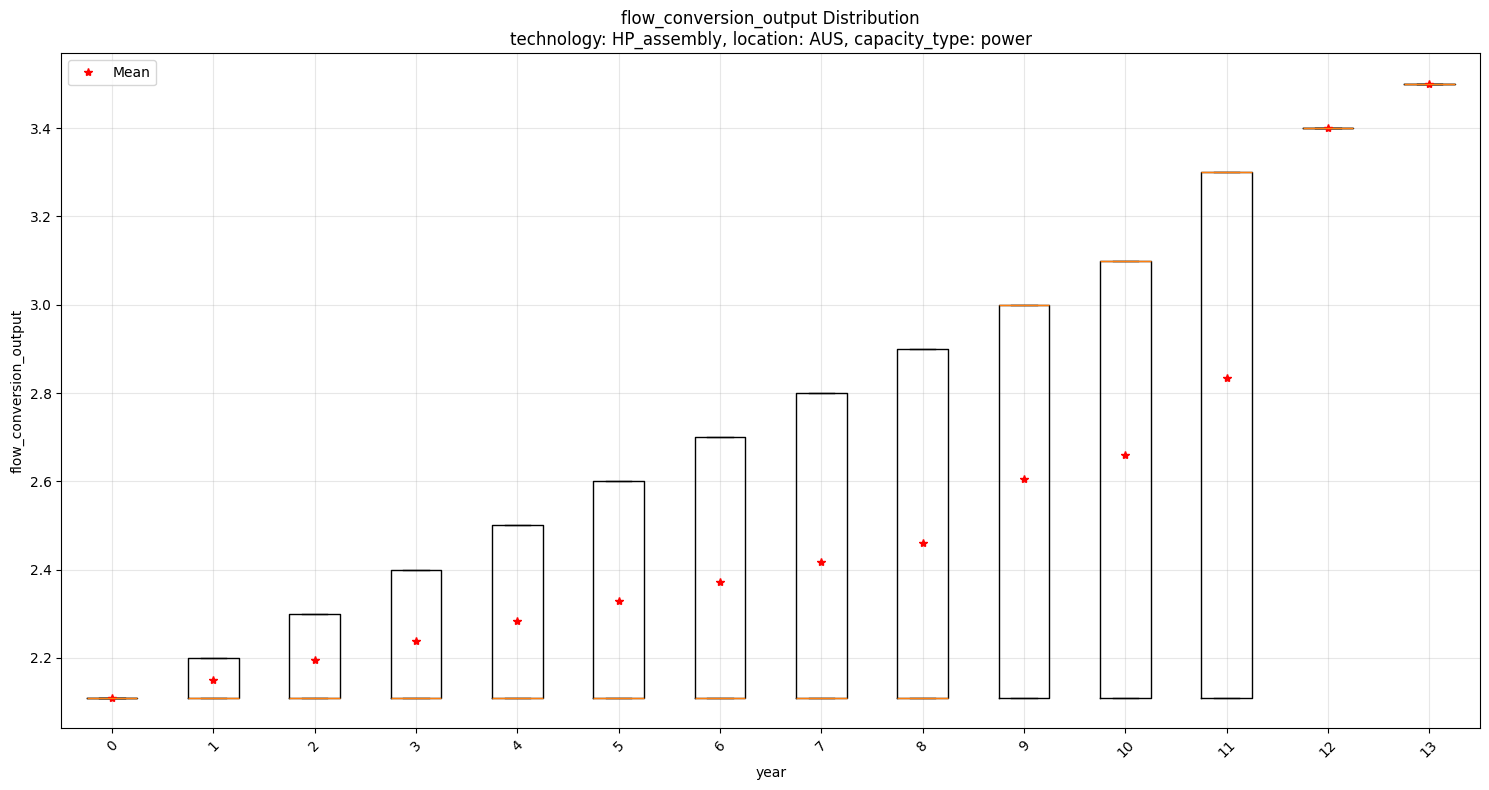 flow_conversion_output Distribution
technology: HP_assembly, location: AUS, capacity_type: power
Mean
flow_conversion_output
3.4
3.2
3.0
2.8
2.6
2.4
2.2
0 1 2 3 4 5 6 7 8 9 10 11 12 13
year